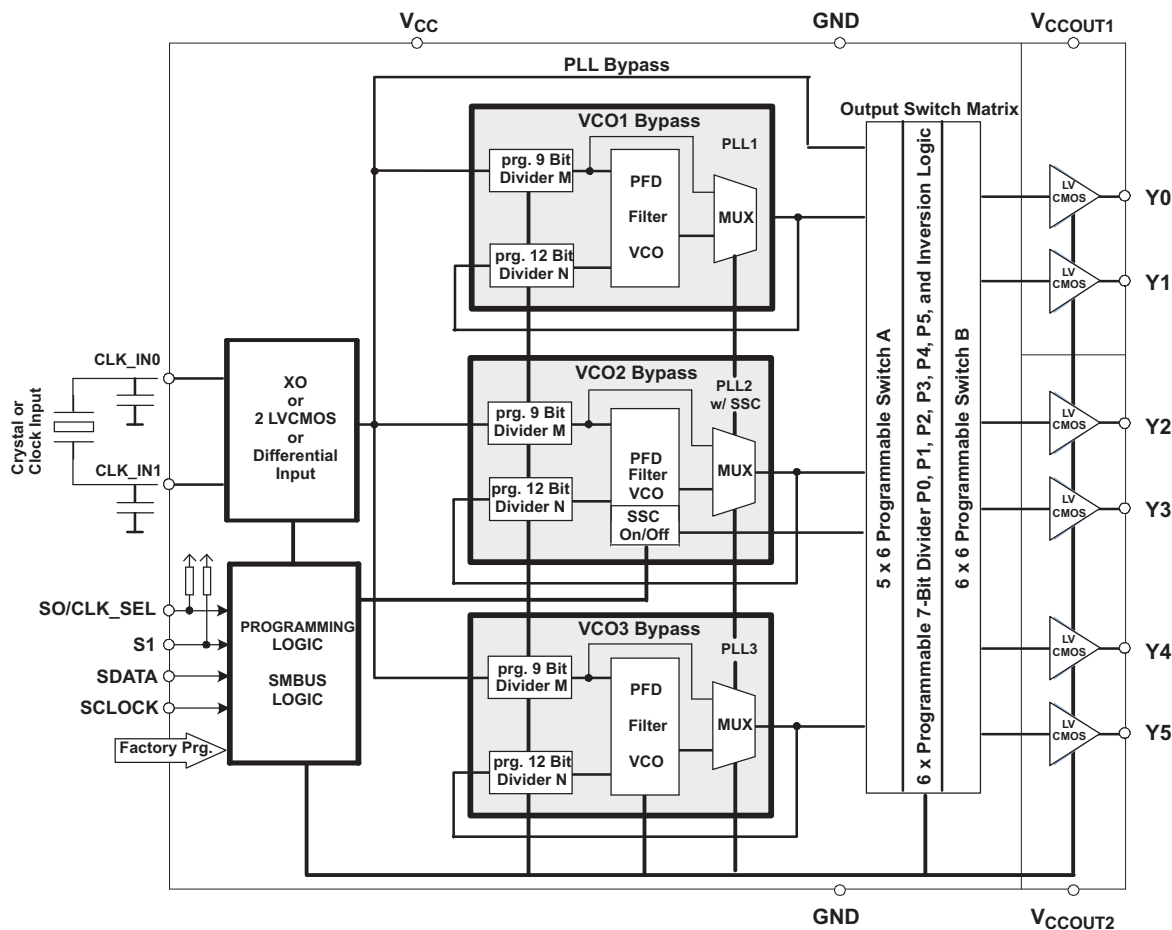 VCC
GND
VCCOUT1
PLL Bypass
Output Switch Matrix
VCO1 Bypass
PLL1
prg. 9 Bit
Divider M
PFD
Filter
VCO
MUX
prg. 12 Bit
Divider N
VCO2 Bypass
PLL2
w/ SSC
prg. 9 Bit
Divider M
PFD
Filter
VCO
MUX
prg. 12 Bit
Divider N
SSC
On/Off
VCO3 Bypass
PLL3
prg. 9 Bit
Divider M
PFD
Filter
VCO
MUX
prg. 12 Bit
Divider N
Crystal or
Clock Input
CLK_IN0
CLK_IN1
XO
or
2 LVCMOS
or
Differential
Input
SO/CLK_SEL
S1
SDATA
SCLOCK
Factory Prg.
PROGRAMMING
LOGIC
SMBUS
LOGIC
5 x 6 Programmable Switch A
6 x Programmable 7-Bit Divider P0, P1, P2, P3, P4, P5, and Inversion Logic
6 x 6 Programmable Switch B
LV
CMOS
Y0
LV
CMOS
Y1
LV
CMOS
Y2
LV
CMOS
Y3
LV
CMOS
Y4
LV
CMOS
Y5
GND
VCCOUT2